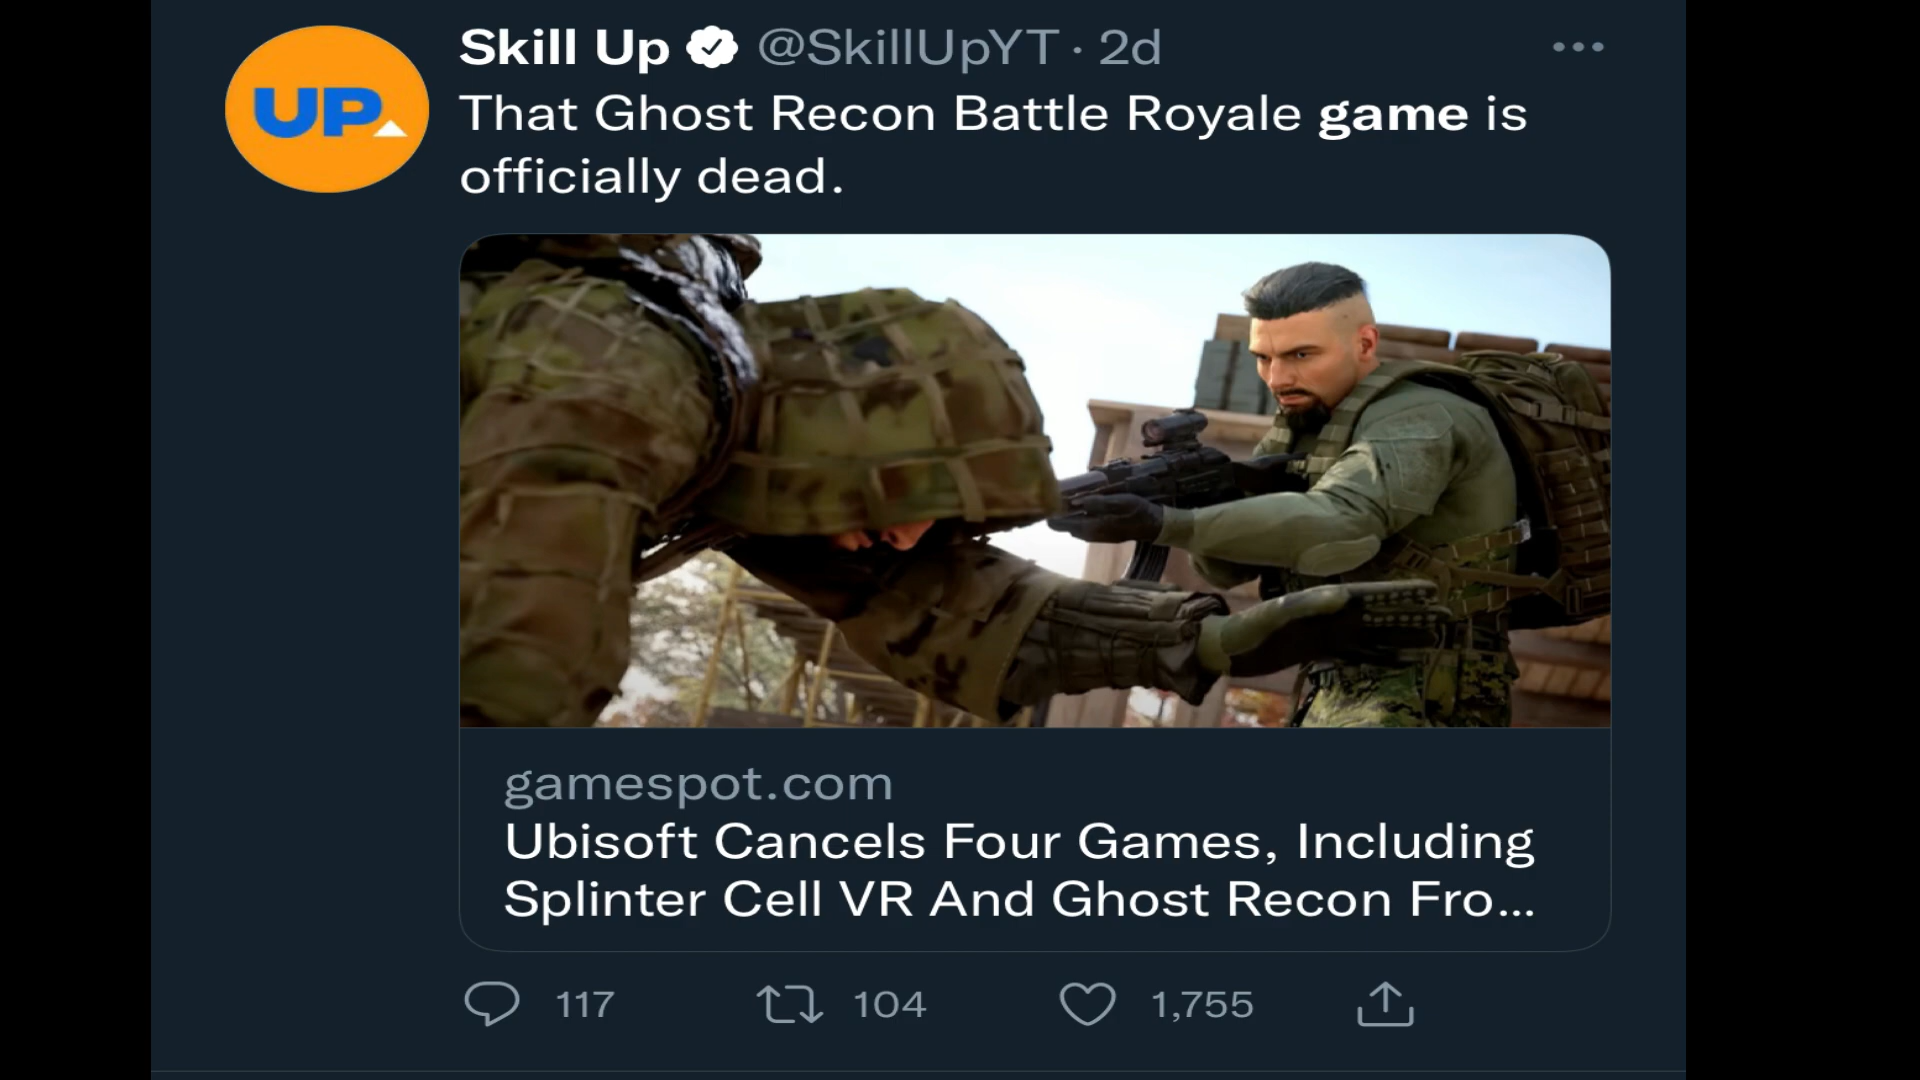 UP
Skill Up @SkillUpYT · 2d
That Ghost Recon Battle Royale game is
officially dead.
gamespot.com
Ubisoft Cancels Four Games, Including
Splinter Cell VR And Ghost Recon Fro...
117 104 1,755